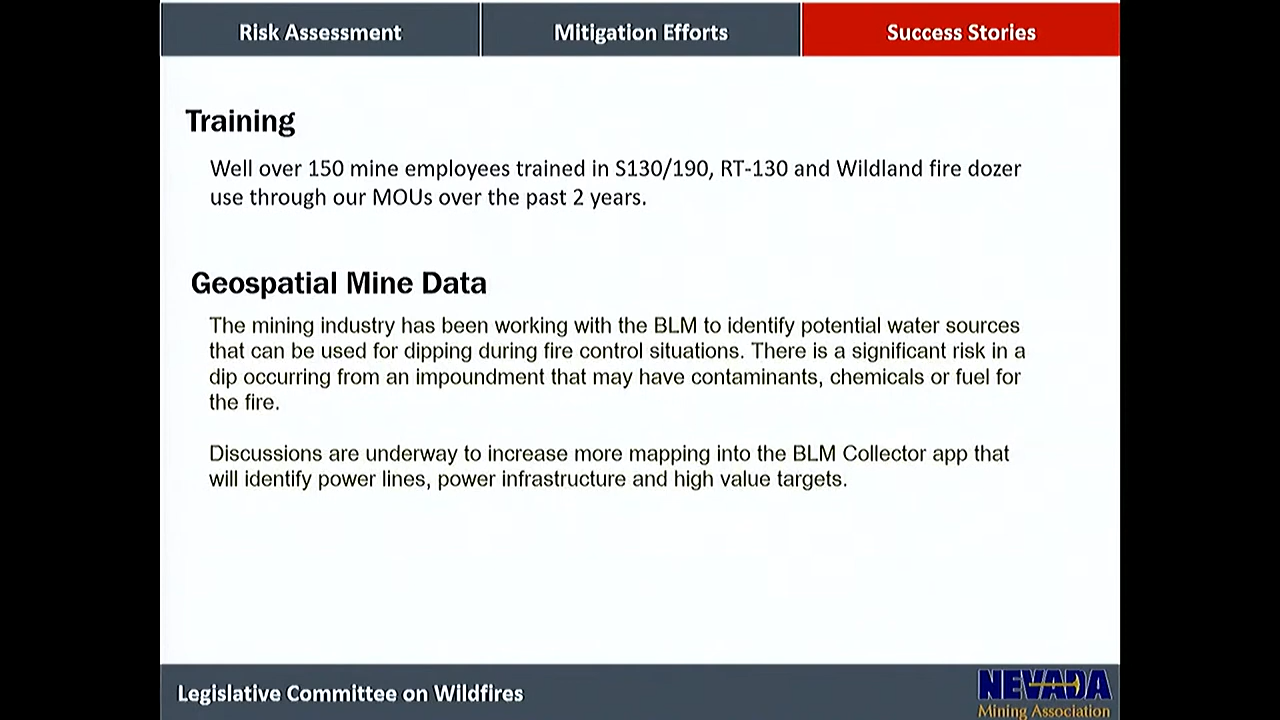 Risk Assessment
Mitigation Efforts
Success Stories
Training
Well over 150 mine employees trained in S130/190, RT-130 and Wildland fire dozer
use through our MOUs over the past 2 years.
Geospatial Mine Data
The mining industry has been working with the BLM to identify potential water sources
that can be used for dipping during fire control situations. There is a significant risk in a
dip occurring from an impoundment that may have contaminants, chemicals or fuel for
the fire.
Discussions are underway to increase more mapping into the BLM Collector app that
will identify power lines, power infrastructure and high value targets.
Legislative Committee on Wildfires
NEVADA
Mining Association